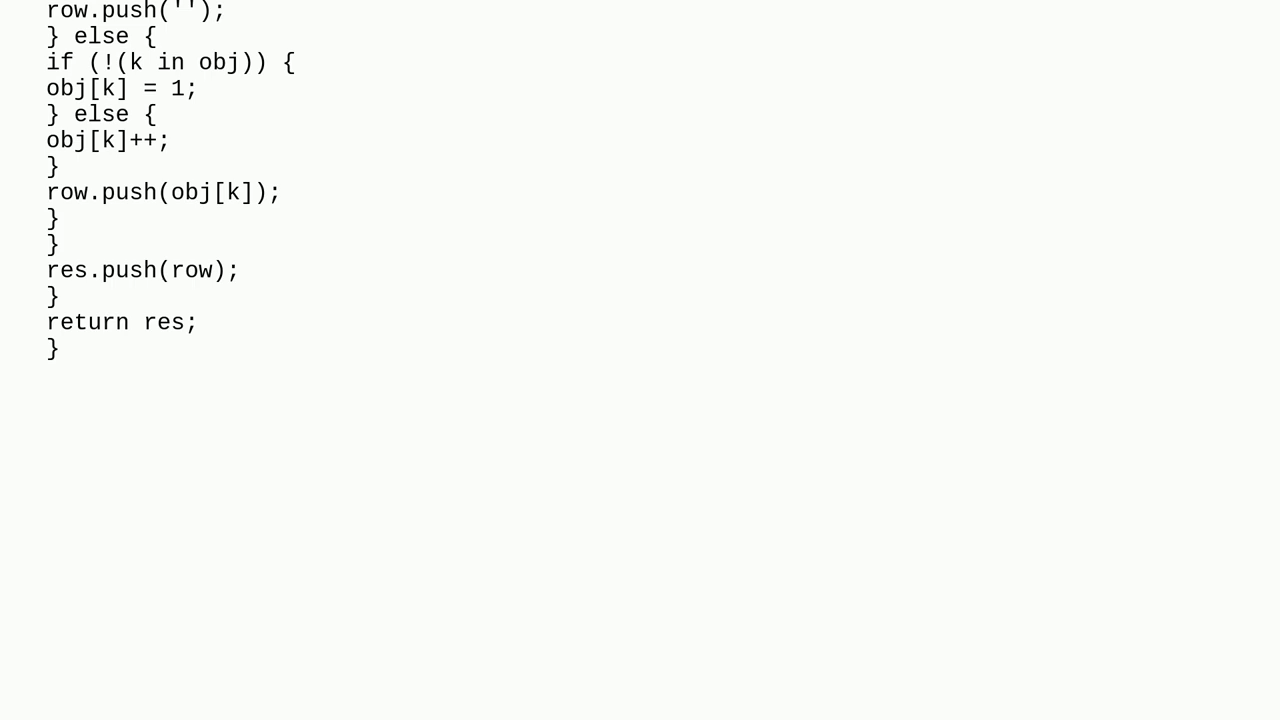 row.push('');
} else {
if (!(k in obj)) {
obj[k] = 1;
} else {
obj[k]++;
}
row.push(obj[k]);
}
}
res.push(row);
}
return res;
}